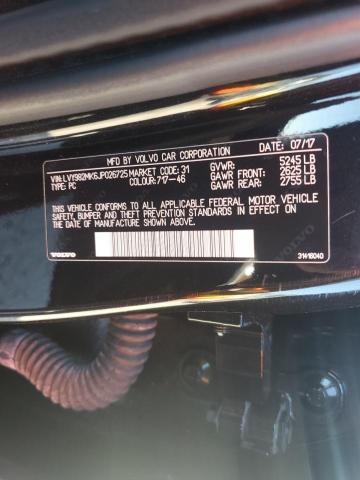 MFD BY VOLVO CAR CORPORATION DATE: 07/17
VIN: LVY982MK6JP026725 MARKET CODE: 31 GVWR: 5245 LB
TYPE: PC COLOUR: 717-46 GAWR FRONT: 2625 LB
GAWR REAR: 2755 LB
THIS VEHICLE CONFORMS TO ALL APPLICABLE FEDERAL MOTOR VEHICLE
SAFETY, BUMPER, AND THEFT PREVENTION STANDARDS IN EFFECT ON
THE DATE OF MANUFACTURE SHOWN ABOVE.
VOLVO 31416040